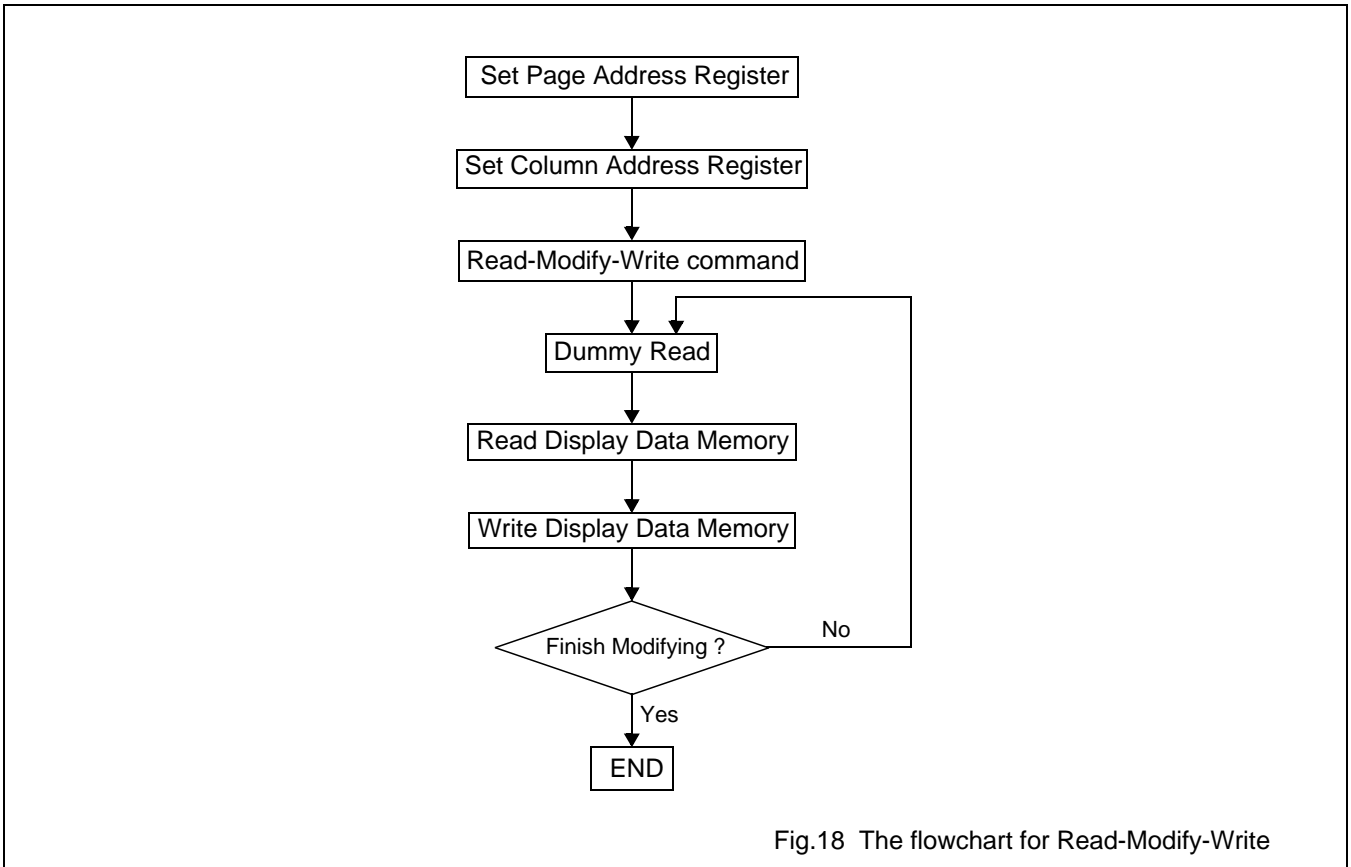 Set Page Address Register
Set Column Address Register
Read-Modify-Write command
Dummy Read
Read Display Data Memory
Write Display Data Memory
Finish Modifying ?
No
Yes
END
Fig.18 The flowchart for Read-Modify-Write